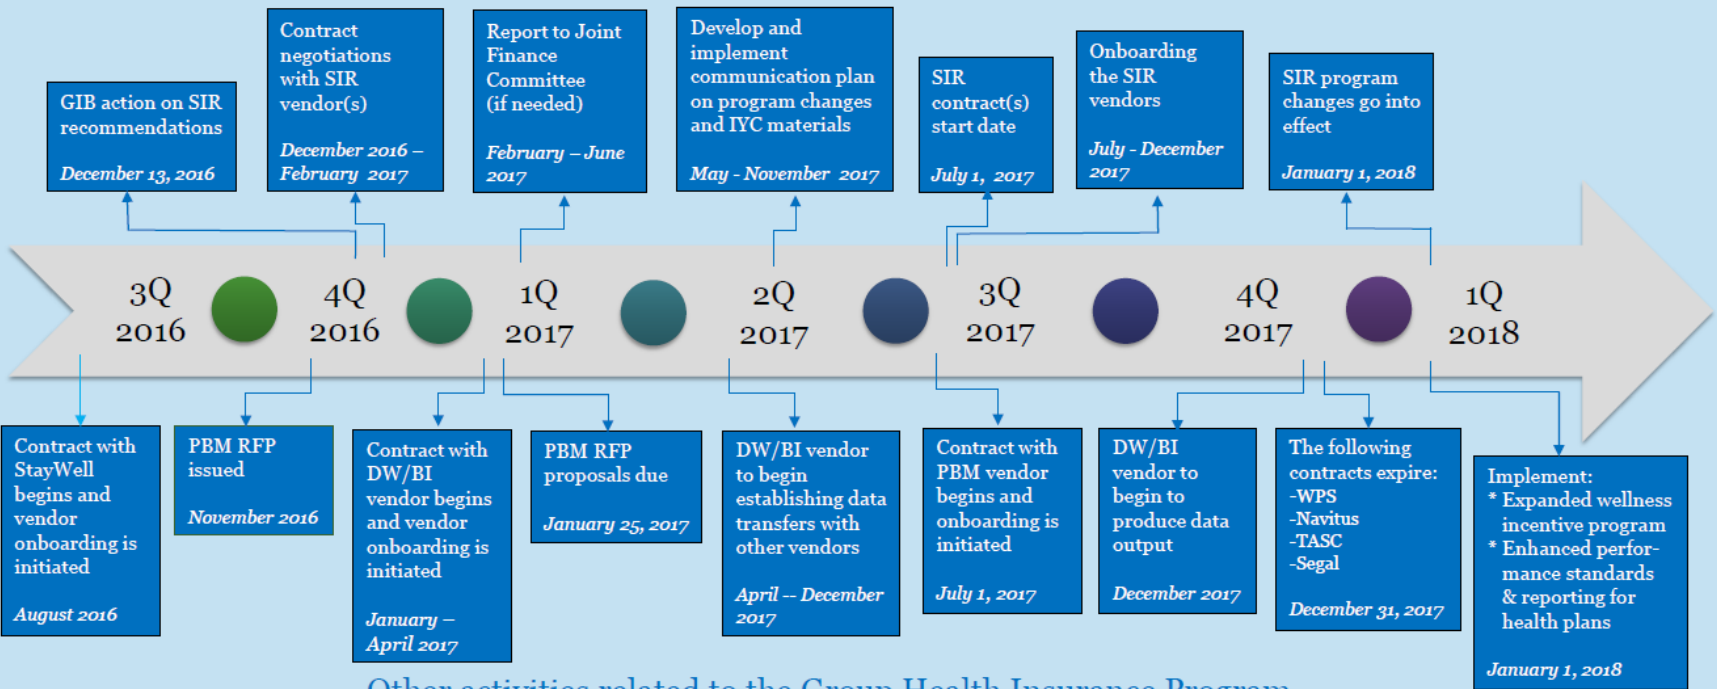 GIB action on SIR
recommendations
December 13, 2016
Contract
negotiations
with SIR
vendor(s)
December 2016 –
February 2017
Report to Joint
Finance
Committee
(if needed)
February – June
2017
Develop and
implement
communication plan
on program changes
and IYC materials
May - November 2017
SIR
contract(s)
start date
July 1, 2017
Onboarding
the SIR
vendors
July - December
2017
SIR program
changes go into
effect
January 1, 2018
3Q
2016
4Q
2016
1Q
2017
2Q
2017
3Q
2017
4Q
2017
1Q
2018
Contract with
StayWell
begins and
vendor
onboarding is
initiated
August 2016
PBM RFP
issued
November 2016
Contract with
DW/BI
vendor begins
and vendor
onboarding is
initiated
January –
April 2017
PBM RFP
proposals due
January 25, 2017
DW/BI vendor
to begin
establishing data
transfers with
other vendors
April -- December
2017
Contract with
PBM vendor
begins and
onboarding is
initiated
July 1, 2017
DW/BI
vendor to
begin to
produce data
output
December 2017
The following
contracts expire:
-WPS
-Navitus
-TASC
-Segal
December 31, 2017
Implement:
* Expanded wellness
incentive program
* Enhanced perfor-
mance standards
& reporting for
health plans
January 1, 2018
Other activities related to the Group Health Insurance Program